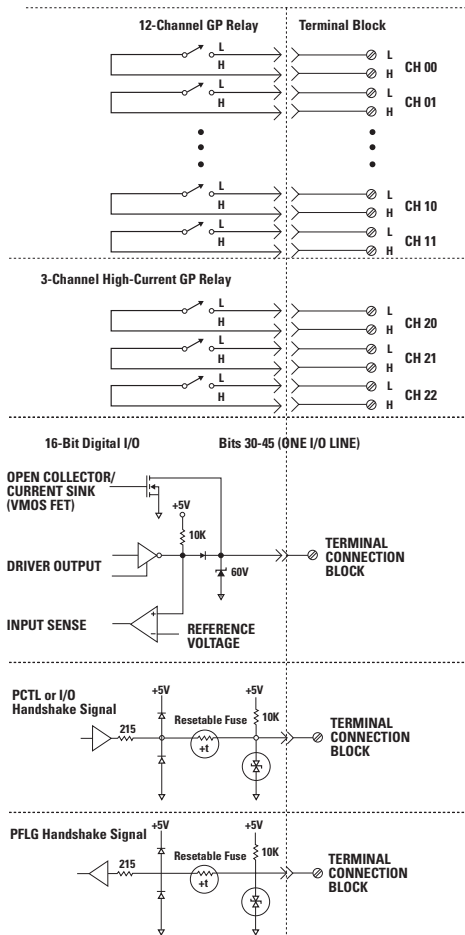 12-Channel GP Relay Terminal Block
L L
H H CH 00
L L
H H CH 01
L L
H H CH 10
L L
H H CH 11
3-Channel High-Current GP Relay
L L
H H CH 20
L L
H H CH 21
L L
H H CH 22
16-Bit Digital I/O Bits 30-45 (ONE I/O LINE)
OPEN COLLECTOR/
CURRENT SINK
(VMOS FET)
+5V
10K
DRIVER OUTPUT
60V
TERMINAL
CONNECTION
BLOCK
INPUT SENSE
+
–
REFERENCE
VOLTAGE
PCTL or I/O
Handshake Signal
+5V +5V
215
Resetable Fuse
+t
10K
TERMINAL
CONNECTION
BLOCK
PFLG Handshake Signal
+5V +5V
215
Resetable Fuse
+t
10K
TERMINAL
CONNECTION
BLOCK